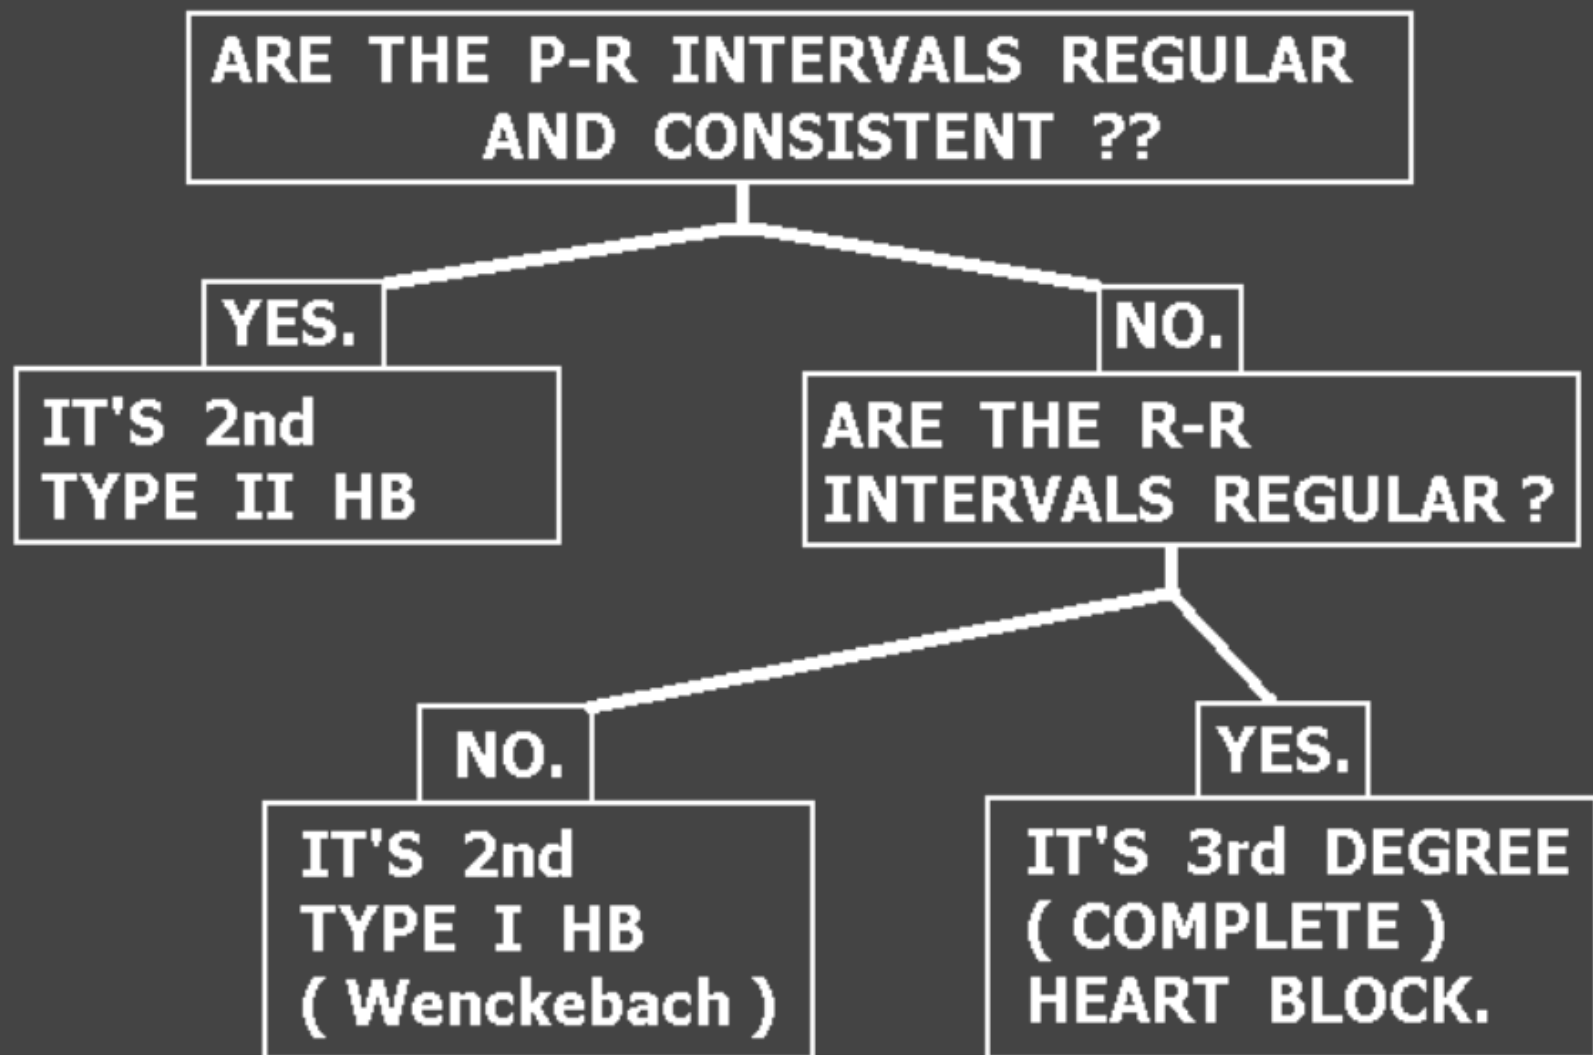 ARE THE P-R INTERVALS REGULAR
AND CONSISTENT ??
YES.
IT'S 2nd
TYPE II HB
NO.
ARE THE R-R
INTERVALS REGULAR ?
NO.
IT'S 2nd
TYPE I HB
( Wenckebach )
YES.
IT'S 3rd DEGREE
( COMPLETE )
HEART BLOCK.